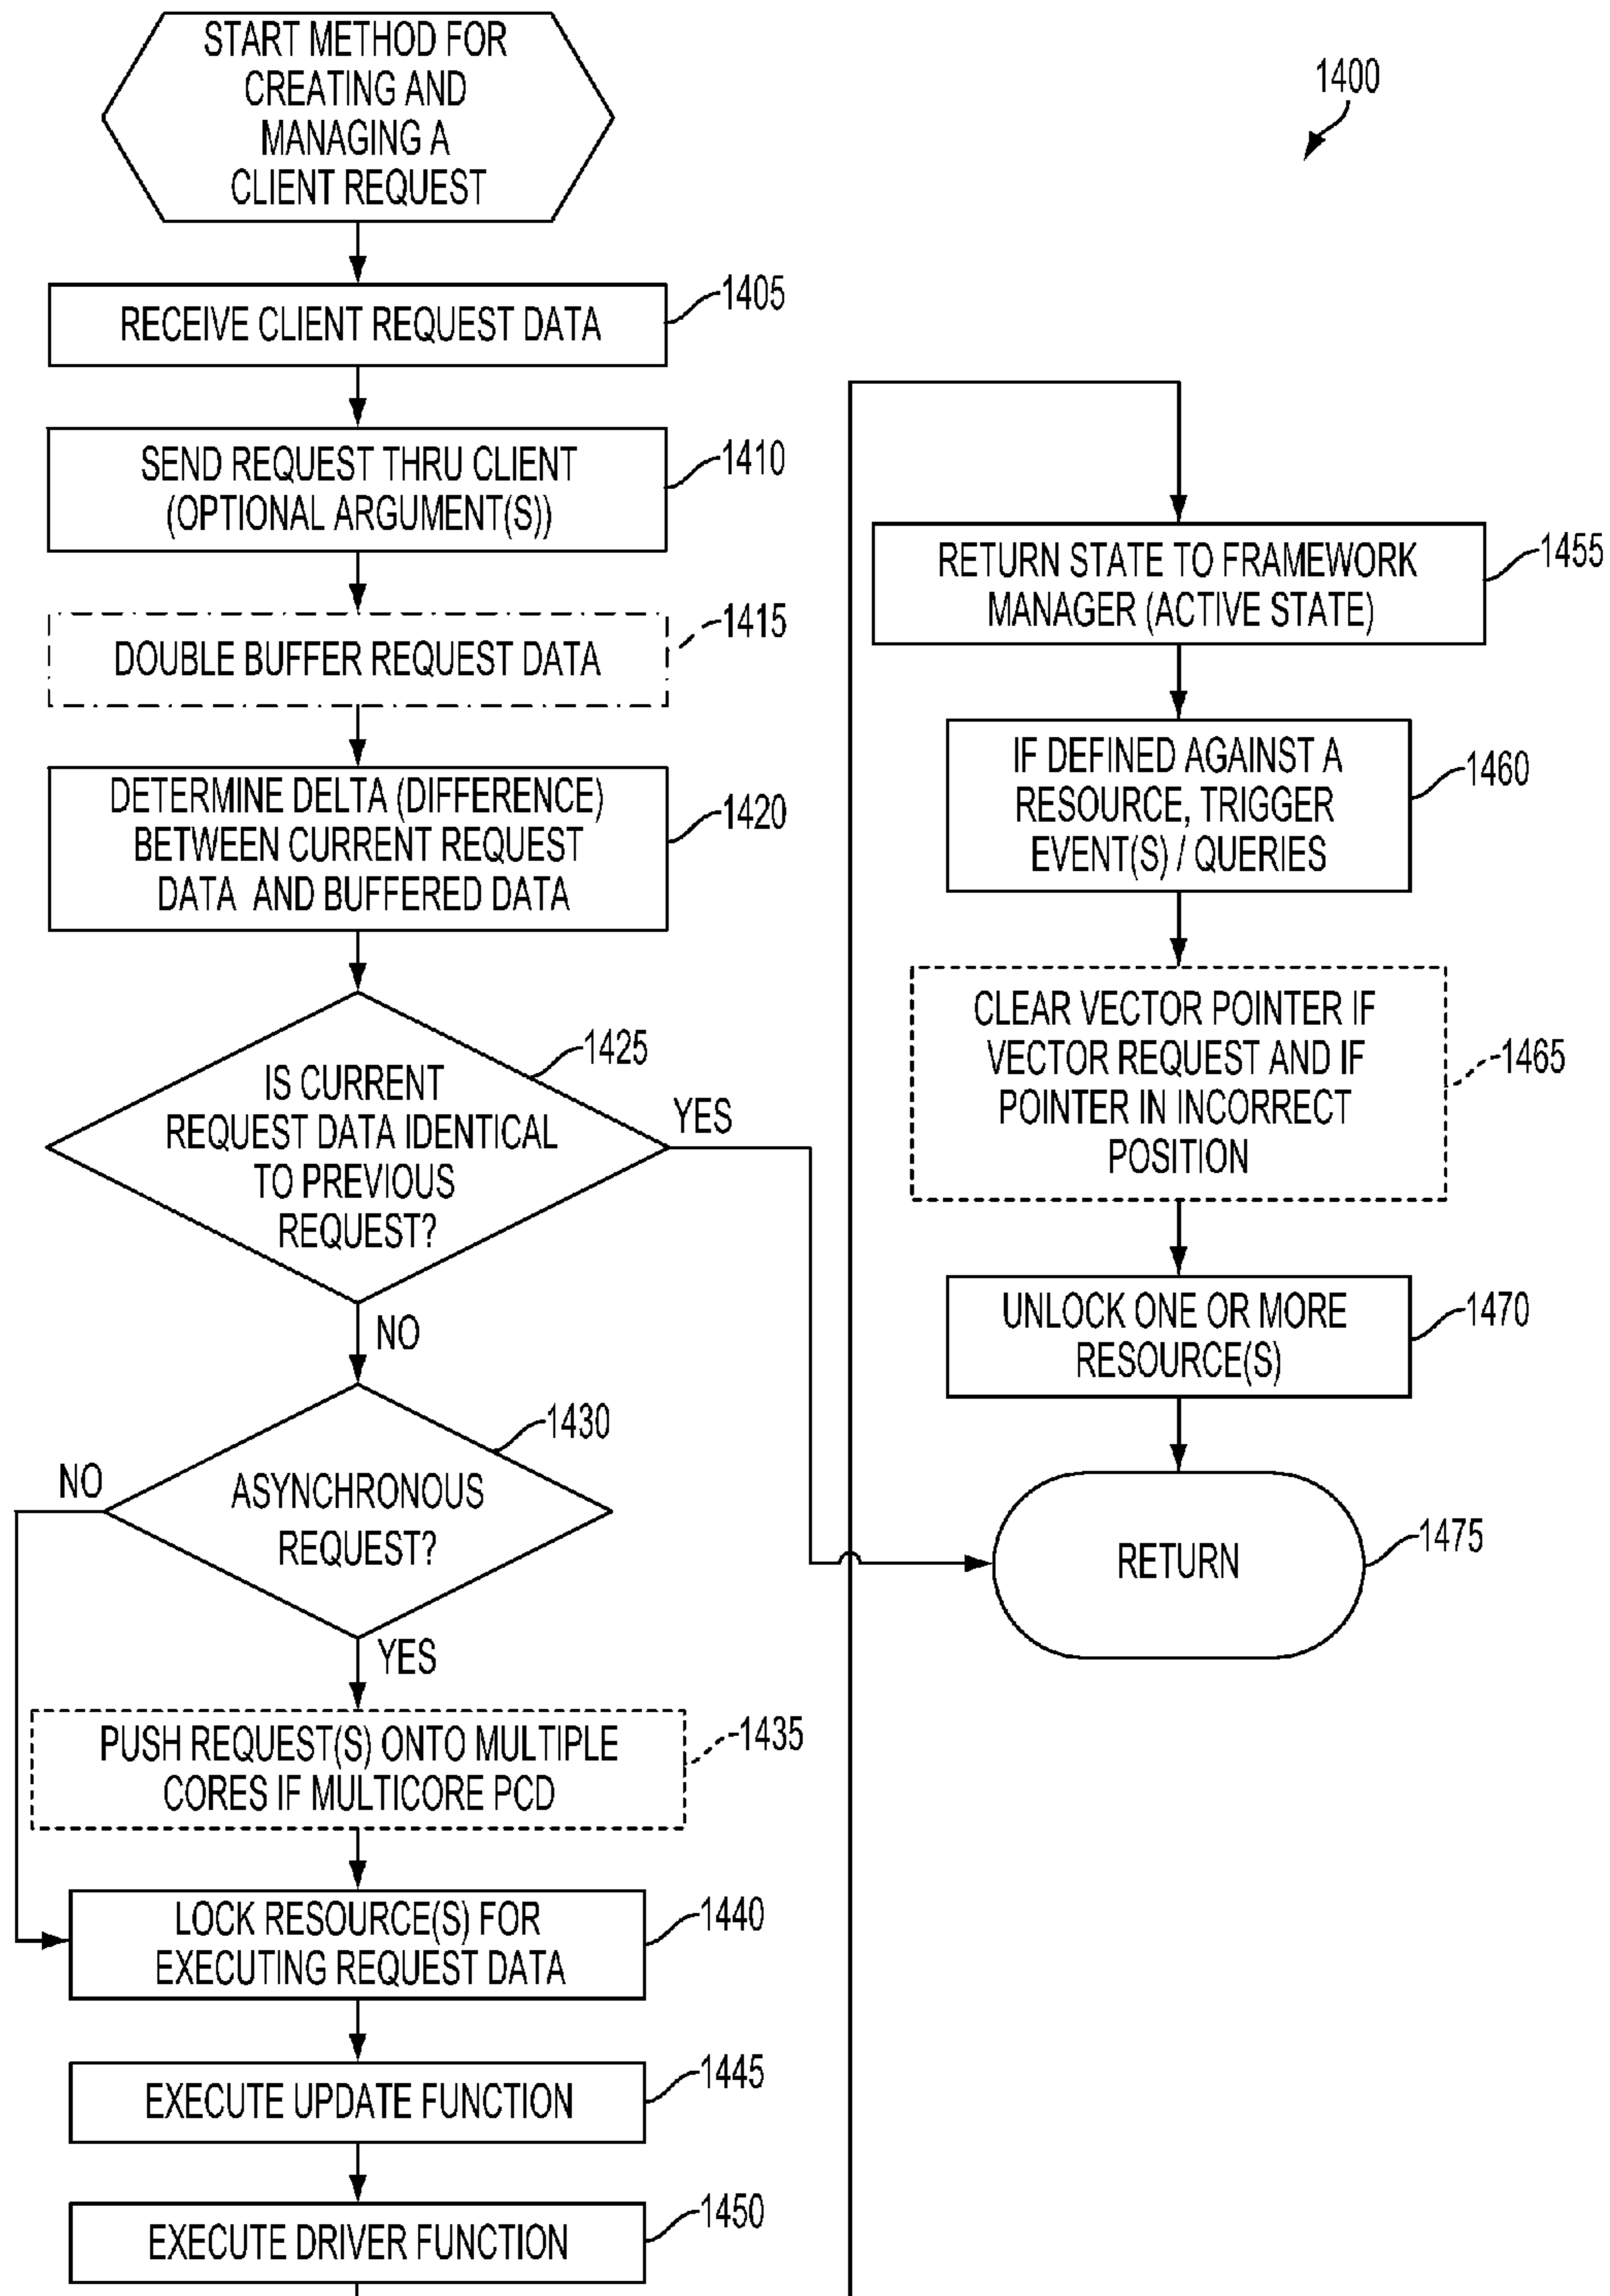 START METHOD FOR
CREATING AND
MANAGING A
CLIENT REQUEST
1400
RECEIVE CLIENT REQUEST DATA
1405
SEND REQUEST THRU CLIENT
(OPTIONAL ARGUMENT(S))
1410
DOUBLE BUFFER REQUEST DATA
1415
DETERMINE DELTA (DIFFERENCE)
BETWEEN CURRENT REQUEST
DATA AND BUFFERED DATA
1420
IS CURRENT
REQUEST DATA IDENTICAL
TO PREVIOUS
REQUEST?
1425
YES
NO
ASYNCHRONOUS
REQUEST?
1430
NO
YES
PUSH REQUEST(S) ONTO MULTIPLE
CORES IF MULTICORE PCD
1435
LOCK RESOURCE(S) FOR
EXECUTING REQUEST DATA
1440
EXECUTE UPDATE FUNCTION
1445
EXECUTE DRIVER FUNCTION
1450
RETURN STATE TO FRAMEWORK
MANAGER (ACTIVE STATE)
1455
IF DEFINED AGAINST A
RESOURCE, TRIGGER
EVENT(S) / QUERIES
1460
CLEAR VECTOR POINTER IF
VECTOR REQUEST AND IF
POINTER IN INCORRECT
POSITION
1465
UNLOCK ONE OR MORE
RESOURCE(S)
1470
RETURN
1475